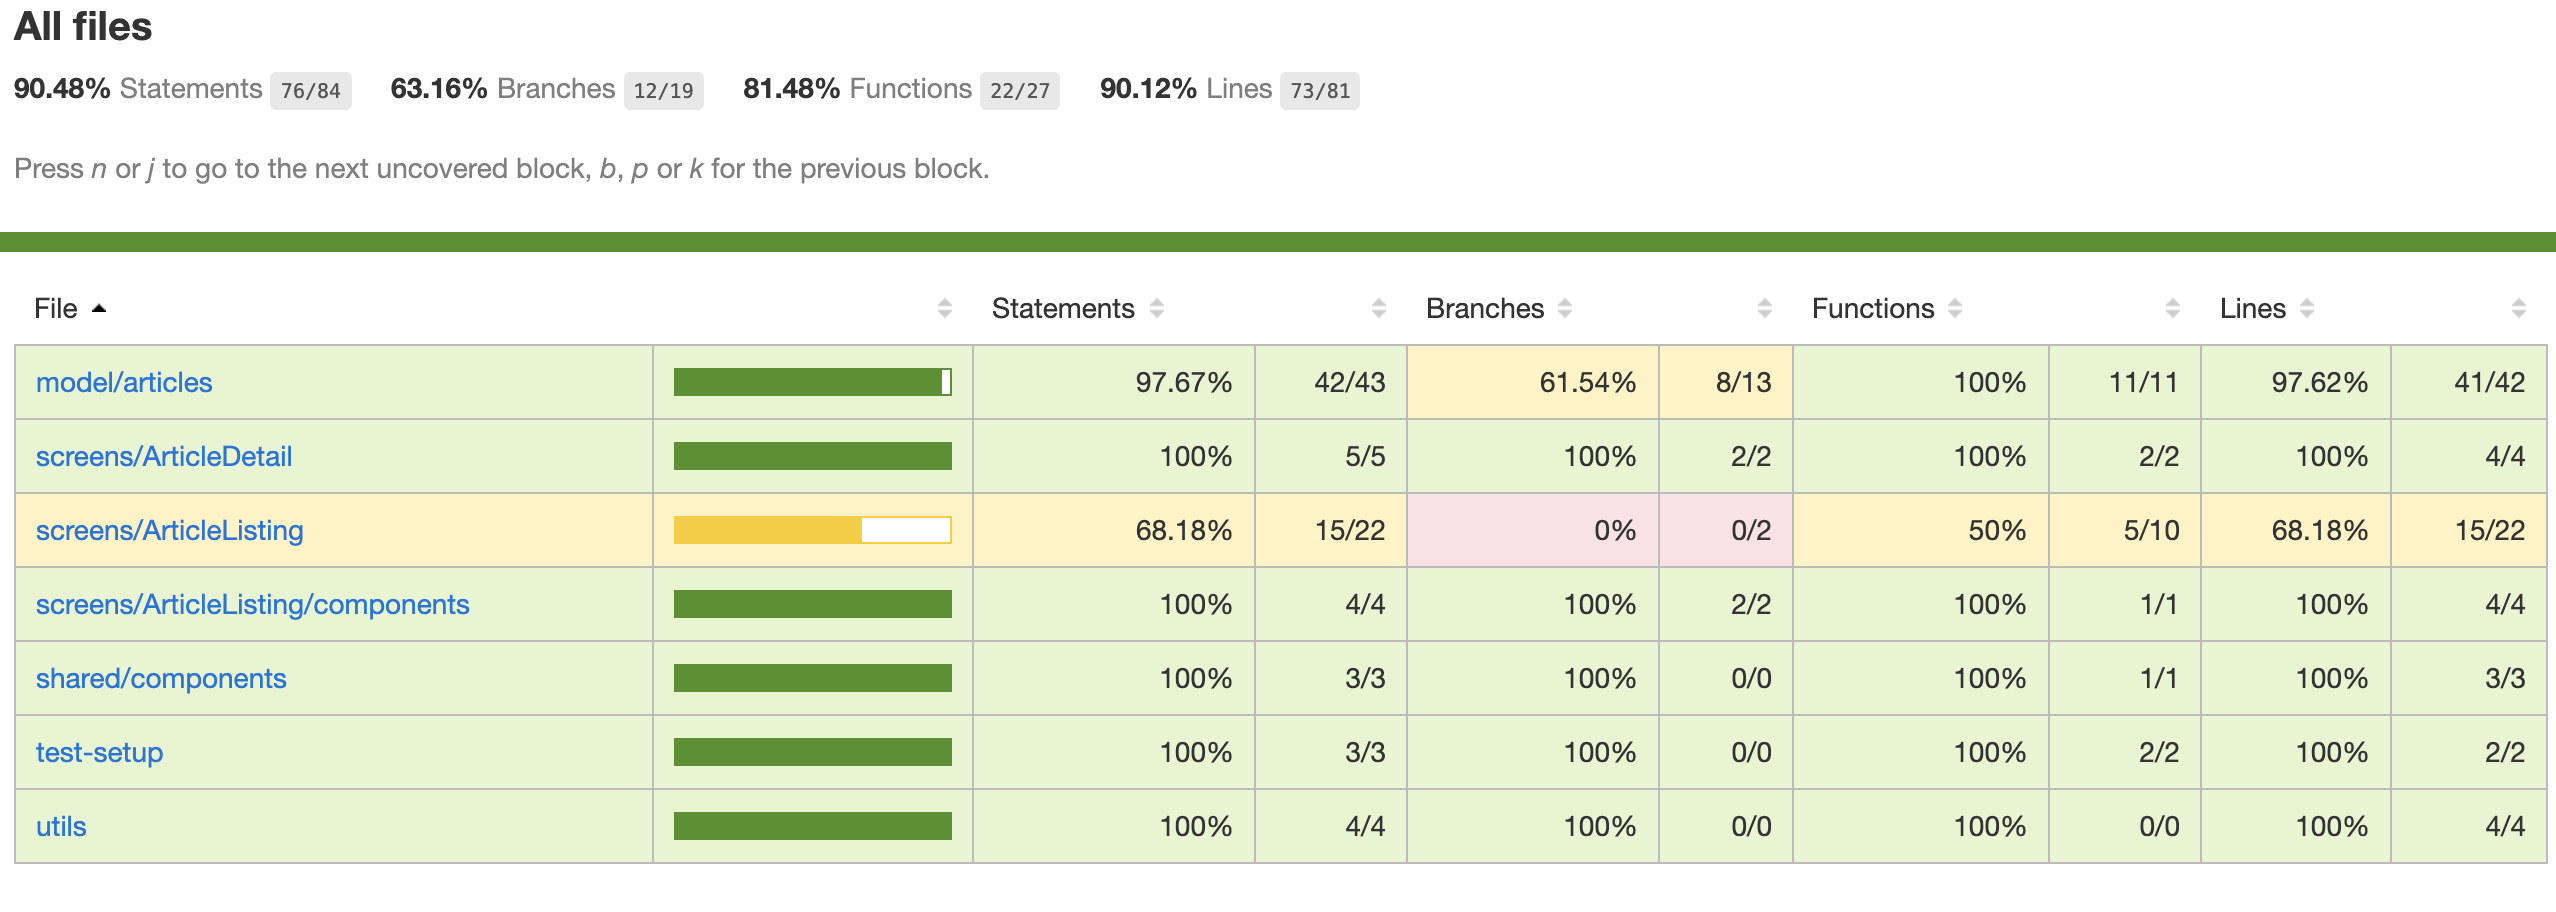 All files
90.48% Statements 76/84 63.16% Branches 12/19 81.48% Functions 22/27 90.12% Lines 73/81
Press n or j to go to the next uncovered block, b, p or k for the previous block.
File Statements Branches Functions Lines
model/articles 97.67% 42/43 61.54% 8/13 100% 11/11 97.62% 41/42
screens/ArticleDetail 100% 5/5 100% 2/2 100% 2/2 100% 4/4
screens/ArticleListing 68.18% 15/22 0% 0/2 50% 5/10 68.18% 15/22
screens/ArticleListing/components 100% 4/4 100% 2/2 100% 1/1 100% 4/4
shared/components 100% 3/3 100% 0/0 100% 1/1 100% 3/3
test-setup 100% 3/3 100% 0/0 100% 2/2 100% 2/2
utils 100% 4/4 100% 0/0 100% 0/0 100% 4/4